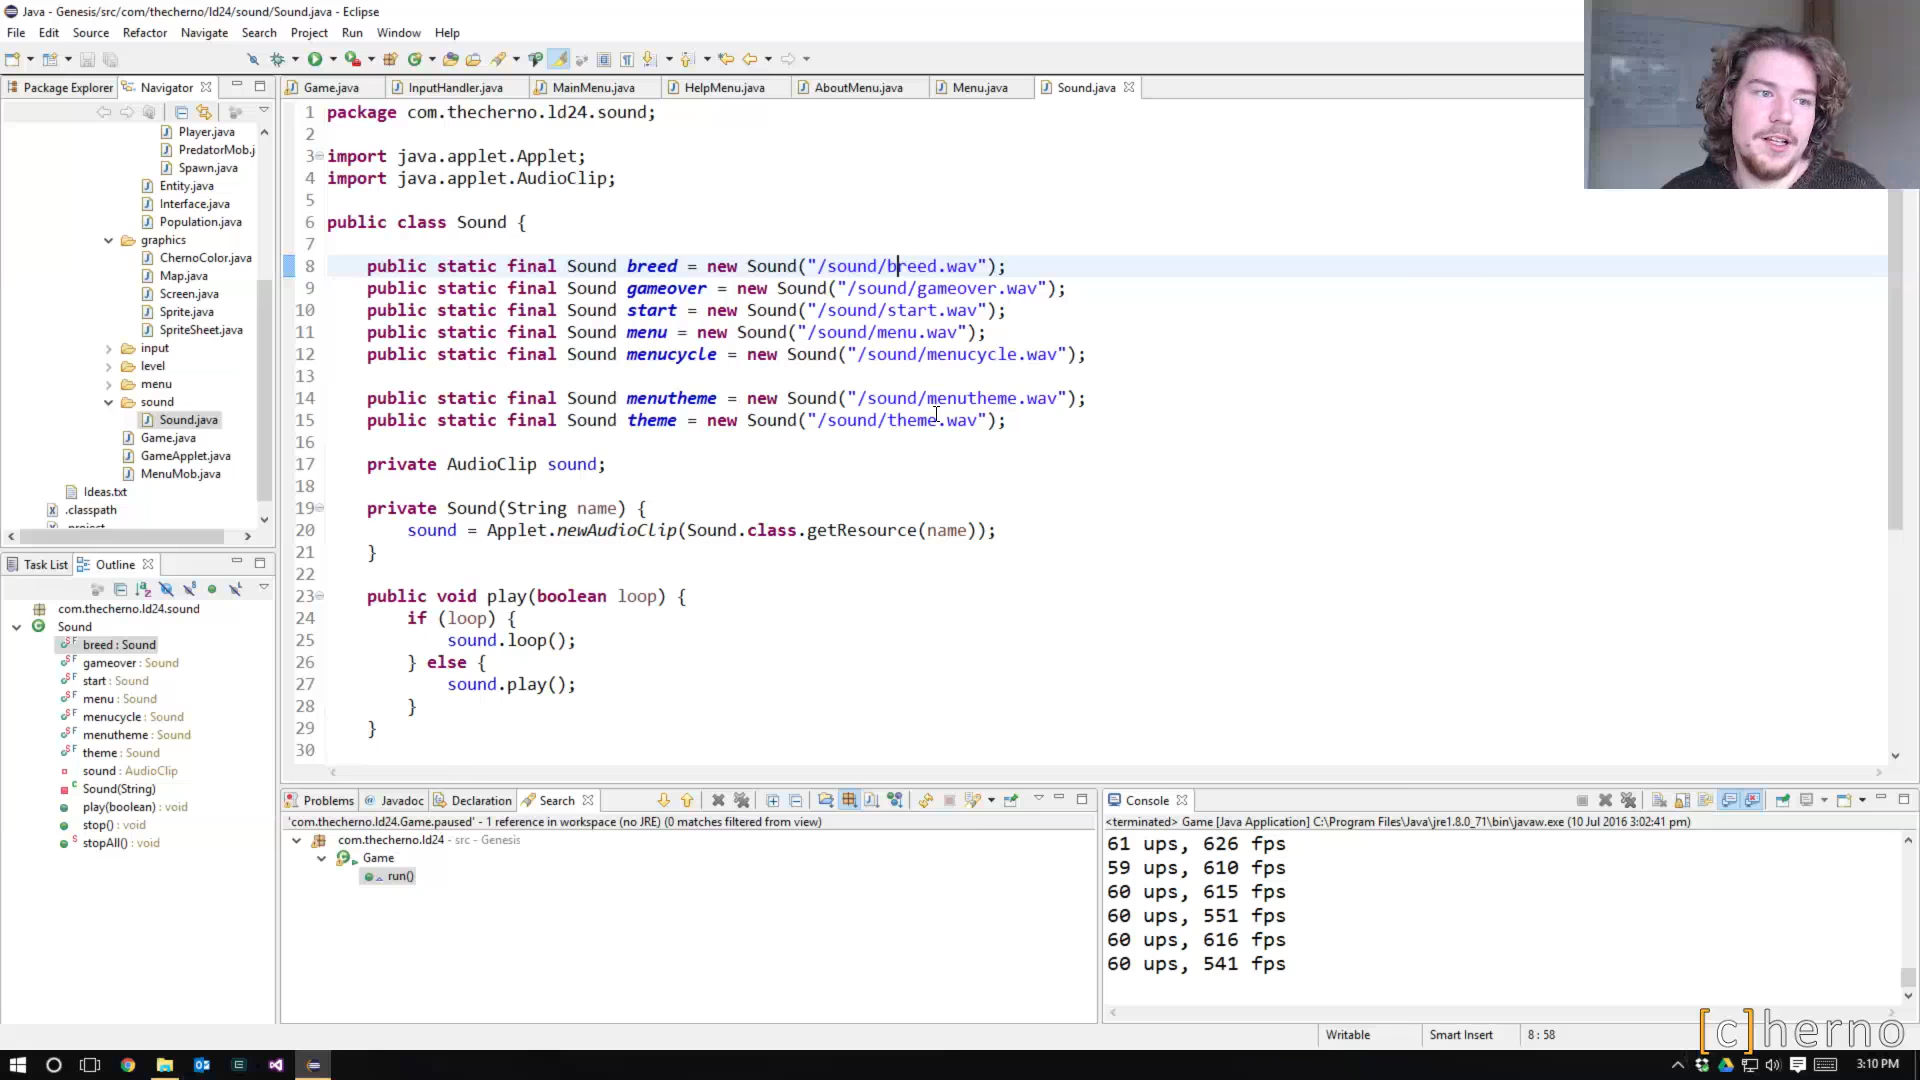 Java - Genesis/src/com/thecherno/ld24/sound/Sound.java - Eclipse
File Edit Source Refactor Navigate Search Project Run Window Help
Package Explorer Navigator
Player.java
PredatorMob.j
Spawn.java
Entity.java
Interface.java
Population.java
graphics
ChernoColor.java
Map.java
Screen.java
Sprite.java
SpriteSheet.java
input
level
menu
sound
Sound.java
Game.java
GameApplet.java
MenuMob.java
Ideas.txt
.classpath
Game.java InputHandler.java MainMenu.java HelpMenu.java AboutMenu.java Menu.java Sound.java
1 package com.thecherno.ld24.sound;
2
3 import java.applet.Applet;
4 import java.applet.AudioClip;
5
6 public class Sound {
7
8 public static final Sound breed = new Sound("/sound/breed.wav");
9 public static final Sound gameover = new Sound("/sound/gameover.wav");
10 public static final Sound start = new Sound("/sound/start.wav");
11 public static final Sound menu = new Sound("/sound/menu.wav");
12 public static final Sound menucycle = new Sound("/sound/menucycle.wav");
13
14 public static final Sound menutheme = new Sound("/sound/menutheme.wav");
15 public static final Sound theme = new Sound("/sound/theme.wav");
16
17 private AudioClip sound;
18
19 private Sound(String name) {
20 sound = Applet.newAudioClip(Sound.class.getResource(name));
21 }
22
23 public void play(boolean loop) {
24 if (loop) {
25 sound.loop();
26 } else {
27 sound.play();
28 }
29 }
30
Task List Outline
com.thecherno.ld24.sound
Sound
breed : Sound
gameover : Sound
start : Sound
menu : Sound
menucycle : Sound
menutheme : Sound
theme : Sound
sound : AudioClip
Sound(String)
play(boolean) : void
stop() : void
stopAll() : void
Problems Javadoc Declaration Search
'com.thecherno.ld24.Game.paused' - 1 reference in workspace (no JRE) (0 matches filtered from view)
com.thecherno.ld24 - src - Genesis
Game
run()
Console
<terminated> Game [Java Application] C:\Program Files\Java\jre1.8.0_71\bin\javaw.exe (10 Jul 2016 3:02:41 pm)
61 ups, 626 fps
59 ups, 610 fps
60 ups, 615 fps
60 ups, 551 fps
60 ups, 616 fps
60 ups, 541 fps
Writable Smart Insert 8 : 58
[c]herno
3:10 PM